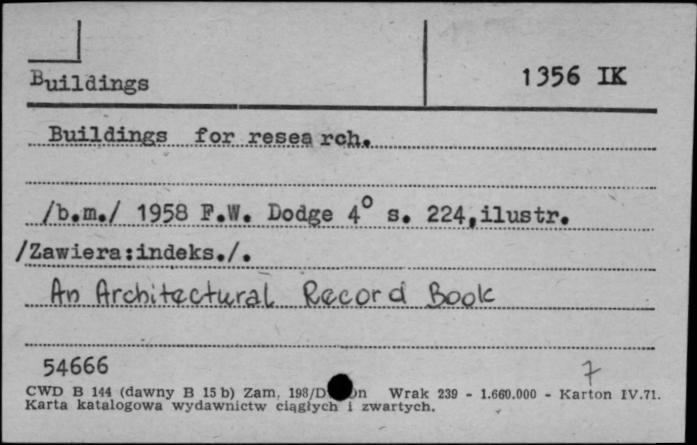 Buildings
1356 IK
Buildings for research.
/b.m./ 1958 F.W. Dodge 4° s. 224,ilustr.
/Zawiera:indeks./.
An Architectural Record Book
54666 7
CWD B 144 (dawny B 15 b) Zam. 198/D n Wrak 239 - 1.660.000 - Karton IV.71.
Karta katalogowa wydawnictw ciągłych i zwartych.